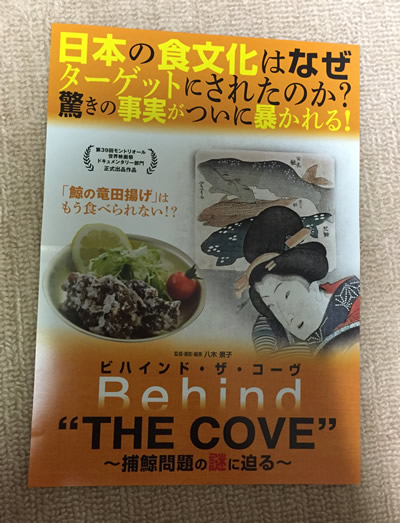 日本の食文化はなぜ
ターゲットにされたのか?
驚きの事実がついに暴かれる!
第39回モントリオール
世界映画祭
ドキュメンタリー部門
正式出品作品
「鯨の竜田揚げ」は
もう食べられない!?
監督・撮影・編集 八木 景子
ビハインド・ザ・コーヴ
Behind
“THE COVE”
～捕鯨問題の謎に迫る～